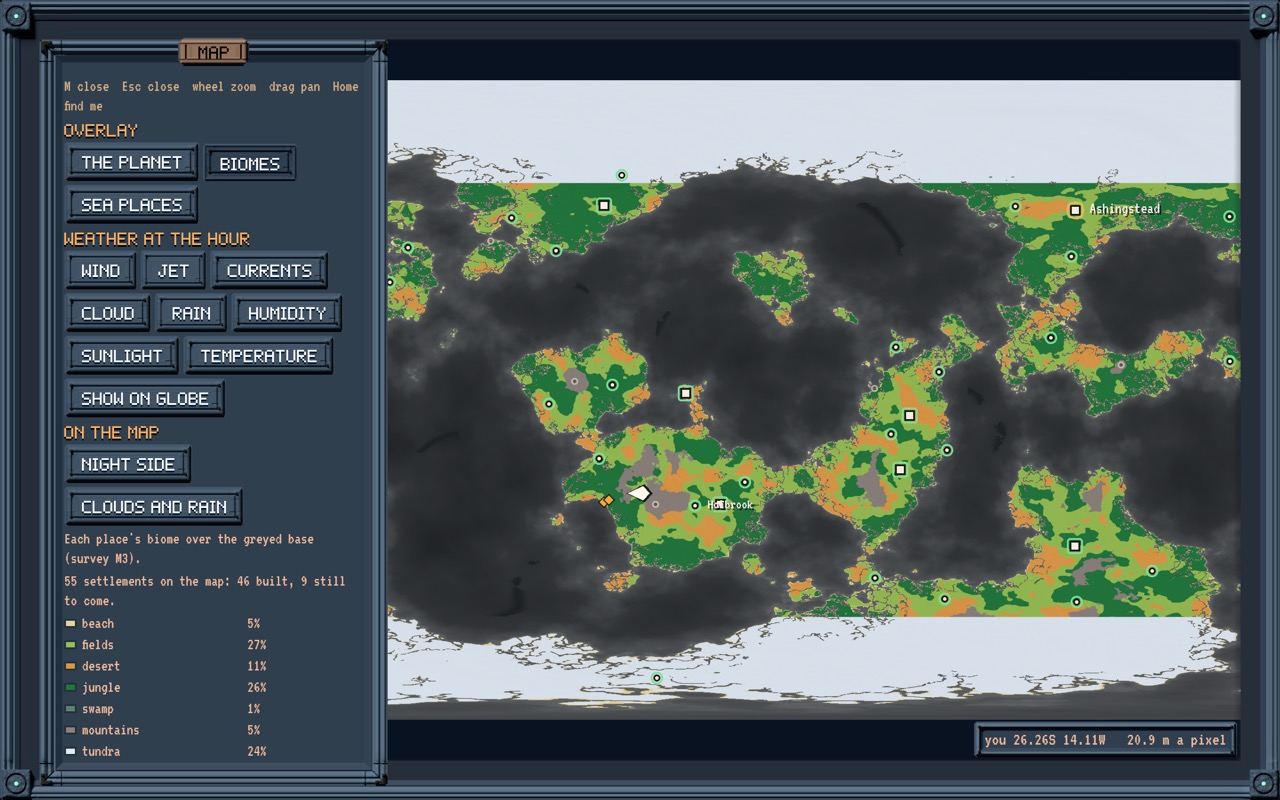 MAP
M close  Esc close  wheel zoom  drag pan  Home
find me
OVERLAY
THE PLANET
BIOMES
SEA PLACES
WEATHER AT THE HOUR
WIND
JET
CURRENTS
CLOUD
RAIN
HUMIDITY
SUNLIGHT
TEMPERATURE
SHOW ON GLOBE
ON THE MAP
NIGHT SIDE
CLOUDS AND RAIN
Each place's biome over the greyed base
(survey M3).
55 settlements on the map: 46 built, 9 still
to come.
beach 5%
fields 27%
desert 11%
jungle 26%
swamp 1%
mountains 5%
tundra 24%
Ashingstead
you 26.26S 14.11W  20.9 m a pixel